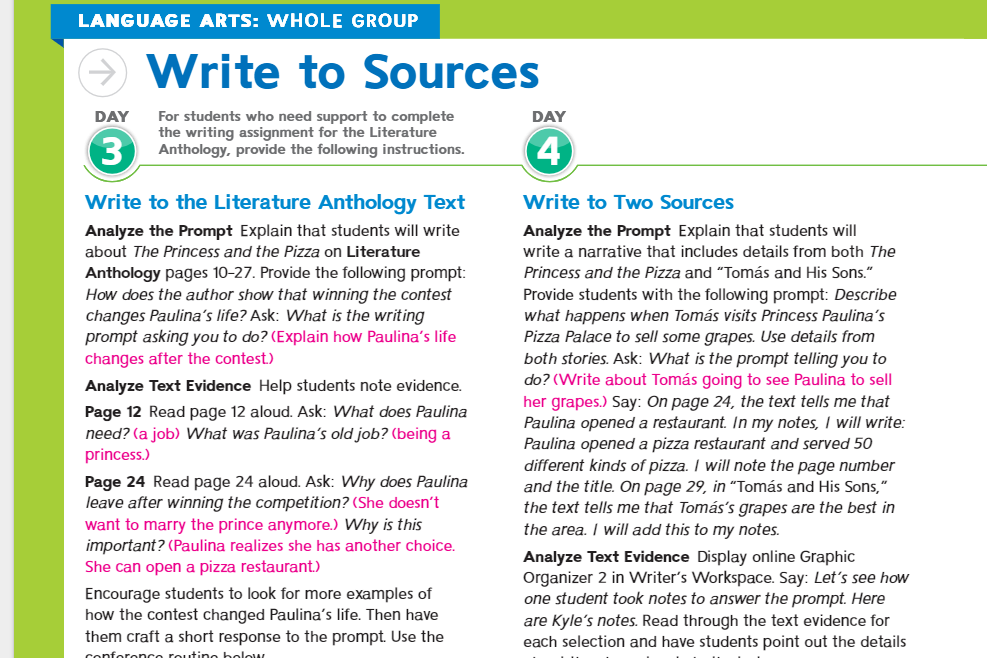 LANGUAGE ARTS: WHOLE GROUP
Write to Sources
DAY
3
For students who need support to complete
the writing assignment for the Literature
Anthology, provide the following instructions.
Write to the Literature Anthology Text
Analyze the Prompt Explain that students will write
about The Princess and the Pizza on Literature
Anthology pages 10–27. Provide the following prompt:
How does the author show that winning the contest
changes Paulina's life? Ask: What is the writing
prompt asking you to do? (Explain how Paulina's life
changes after the contest.)
Analyze Text Evidence Help students note evidence.
Page 12 Read page 12 aloud. Ask: What does Paulina
need? (a job) What was Paulina's old job? (being a
princess.)
Page 24 Read page 24 aloud. Ask: Why does Paulina
leave after winning the competition? (She doesn't
want to marry the prince anymore.) Why is this
important? (Paulina realizes she has another choice.
She can open a pizza restaurant.)
Encourage students to look for more examples of
how the contest changed Paulina's life. Then have
them craft a short response to the prompt. Use the
conference routine below.
DAY
4
Write to Two Sources
Analyze the Prompt Explain that students will
write a narrative that includes details from both The
Princess and the Pizza and “Tomás and His Sons.”
Provide students with the following prompt: Describe
what happens when Tomás visits Princess Paulina's
Pizza Palace to sell some grapes. Use details from
both stories. Ask: What is the prompt telling you to
do? (Write about Tomás going to see Paulina to sell
her grapes.) Say: On page 24, the text tells me that
Paulina opened a restaurant. In my notes, I will write:
Paulina opened a pizza restaurant and served 50
different kinds of pizza. I will note the page number
and the title. On page 29, in “Tomás and His Sons,”
the text tells me that Tomás's grapes are the best in
the area. I will add this to my notes.
Analyze Text Evidence Display online Graphic
Organizer 2 in Writer's Workspace. Say: Let's see how
one student took notes to answer the prompt. Here
are Kyle's notes. Read through the text evidence for
each selection and have students point out the details